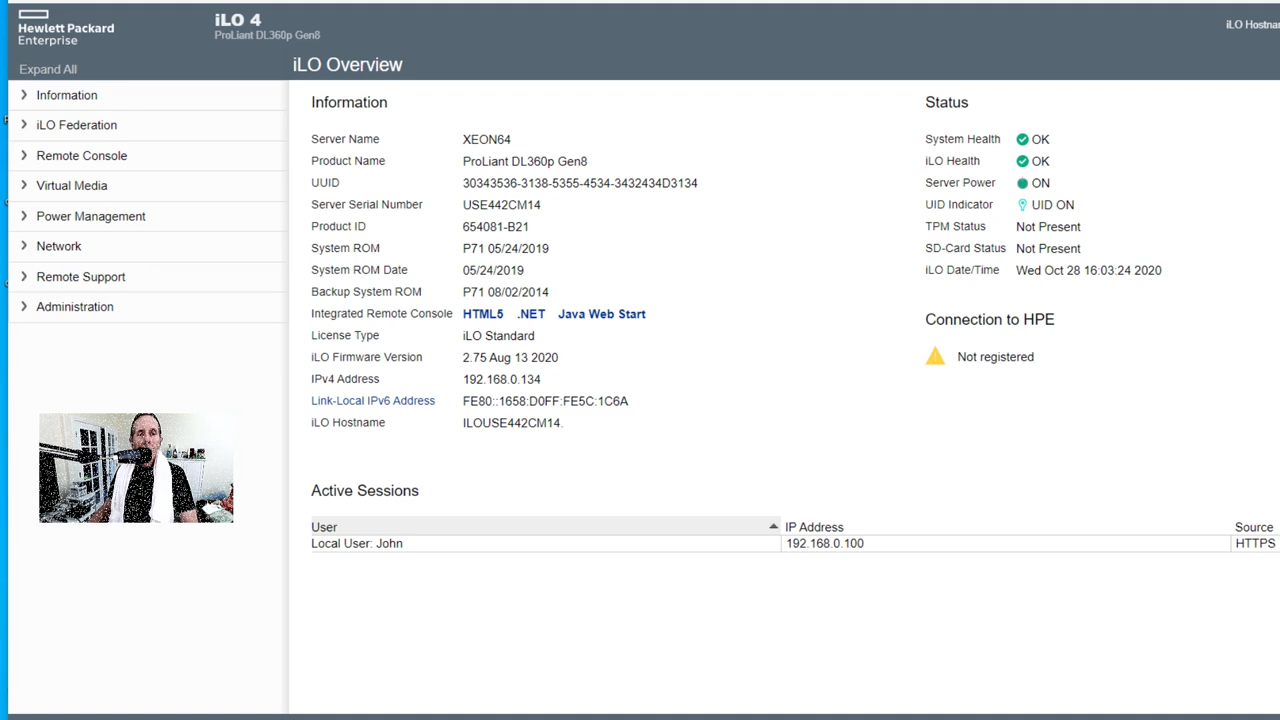 Hewlett Packard
Enterprise
iLO 4
ProLiant DL360p Gen8
Expand All
iLO Overview
Information
iLO Federation
Remote Console
Virtual Media
Power Management
Network
Remote Support
Administration
Information
Server Name XEON64
Product Name ProLiant DL360p Gen8
UUID 30343536-3138-5355-4534-3432434D3134
Server Serial Number USE442CM14
Product ID 654081-B21
System ROM P71 05/24/2019
System ROM Date 05/24/2019
Backup System ROM P71 08/02/2014
Integrated Remote Console HTML5 .NET Java Web Start
License Type iLO Standard
iLO Firmware Version 2.75 Aug 13 2020
IPv4 Address 192.168.0.134
Link-Local IPv6 Address FE80::1658:D0FF:FE5C:1C6A
iLO Hostname ILOUSE442CM14.
Status
System Health OK
iLO Health OK
Server Power ON
UID Indicator UID ON
TPM Status Not Present
SD-Card Status Not Present
iLO Date/Time Wed Oct 28 16:03:24 2020
Connection to HPE
Not registered
Active Sessions
User IP Address Source
Local User: John 192.168.0.100 HTTPS